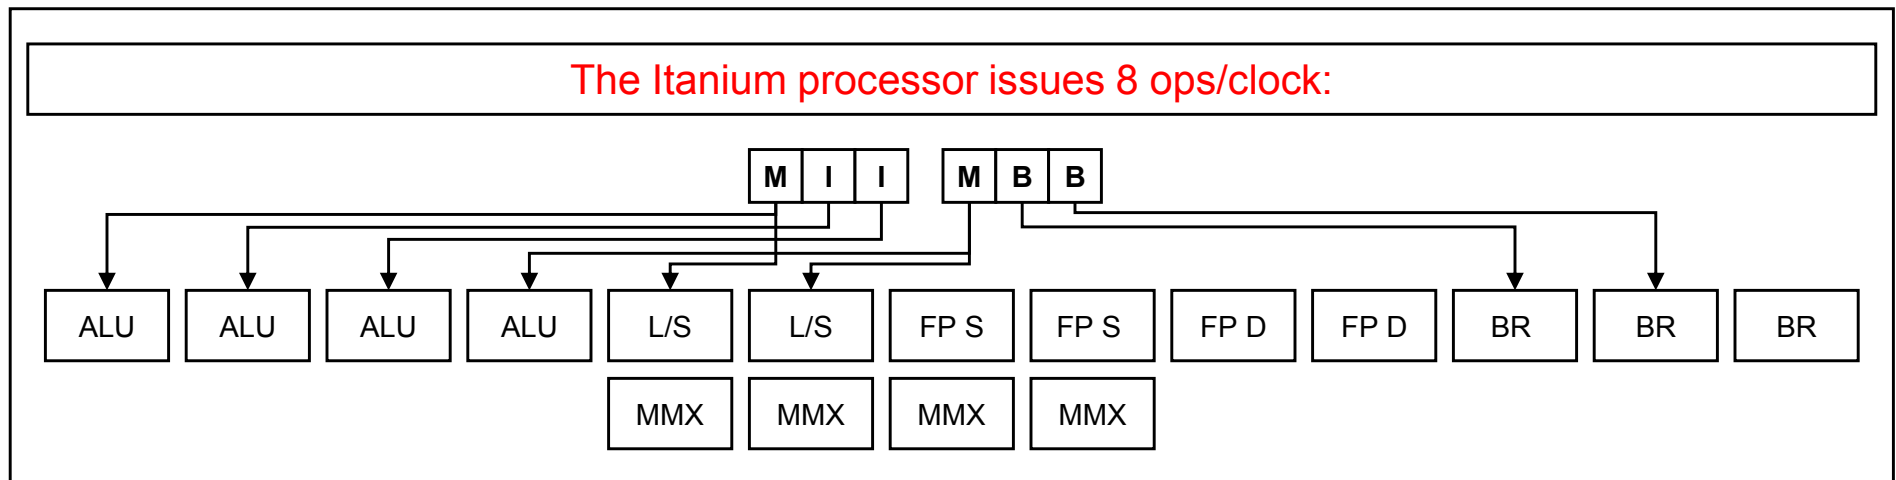 The Itanium processor issues 8 ops/clock:
M I I M B B
ALU ALU ALU ALU L/S L/S FP S FP S FP D FP D BR BR BR
MMX MMX MMX MMX